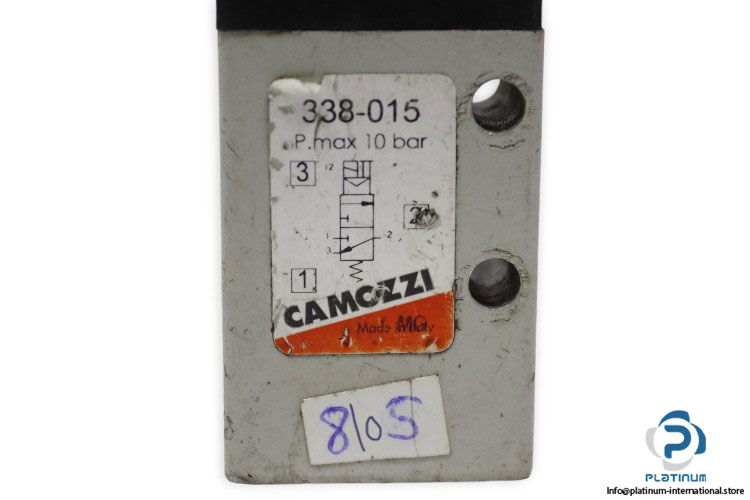 338-015
P.max 10 bar
3
12
2
1
2
3
1
CAMOZZI
Made in Italy
MG
8105
PLATINUM
Info@platinum-international.store